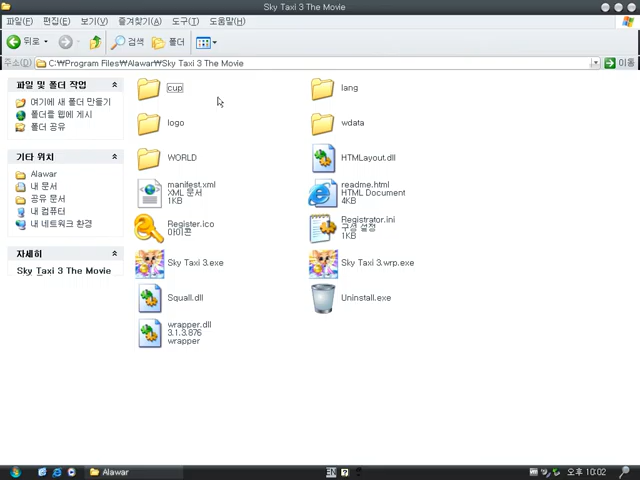 Sky Taxi 3 The Movie
파일(F) 편집(E) 보기(V) 즐겨찾기(A) 도구(T) 도움말(H)
뒤로 검색 폴더
주소(D) C:₩Program Files₩Alawar₩Sky Taxi 3 The Movie 이동
파일 및 폴더 작업
여기에 새 폴더 만들기
폴더를 웹에 게시
폴더 공유
기타 위치
Alawar
내 문서
공유 문서
내 컴퓨터
내 네트워크 환경
자세히
Sky Taxi 3 The Movie
cup
lang
logo
wdata
WORLD
HTMLayout.dll
manifest.xml
XML 문서
1KB
readme.html
HTML Document
4KB
Register.ico
아이콘
Registrator.ini
구성 설정
1KB
Sky Taxi 3.exe
Sky Taxi 3.wrp.exe
Squall.dll
Uninstall.exe
wrapper.dll
3.1.3.876
wrapper
Alawar
EN
오후 10:02